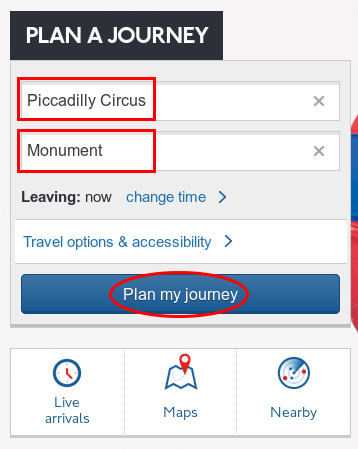 PLAN A JOURNEY
Piccadilly Circus
Monument
Leaving: now change time
Travel options & accessibility
Plan my journey
Live
arrivals
Maps
Nearby